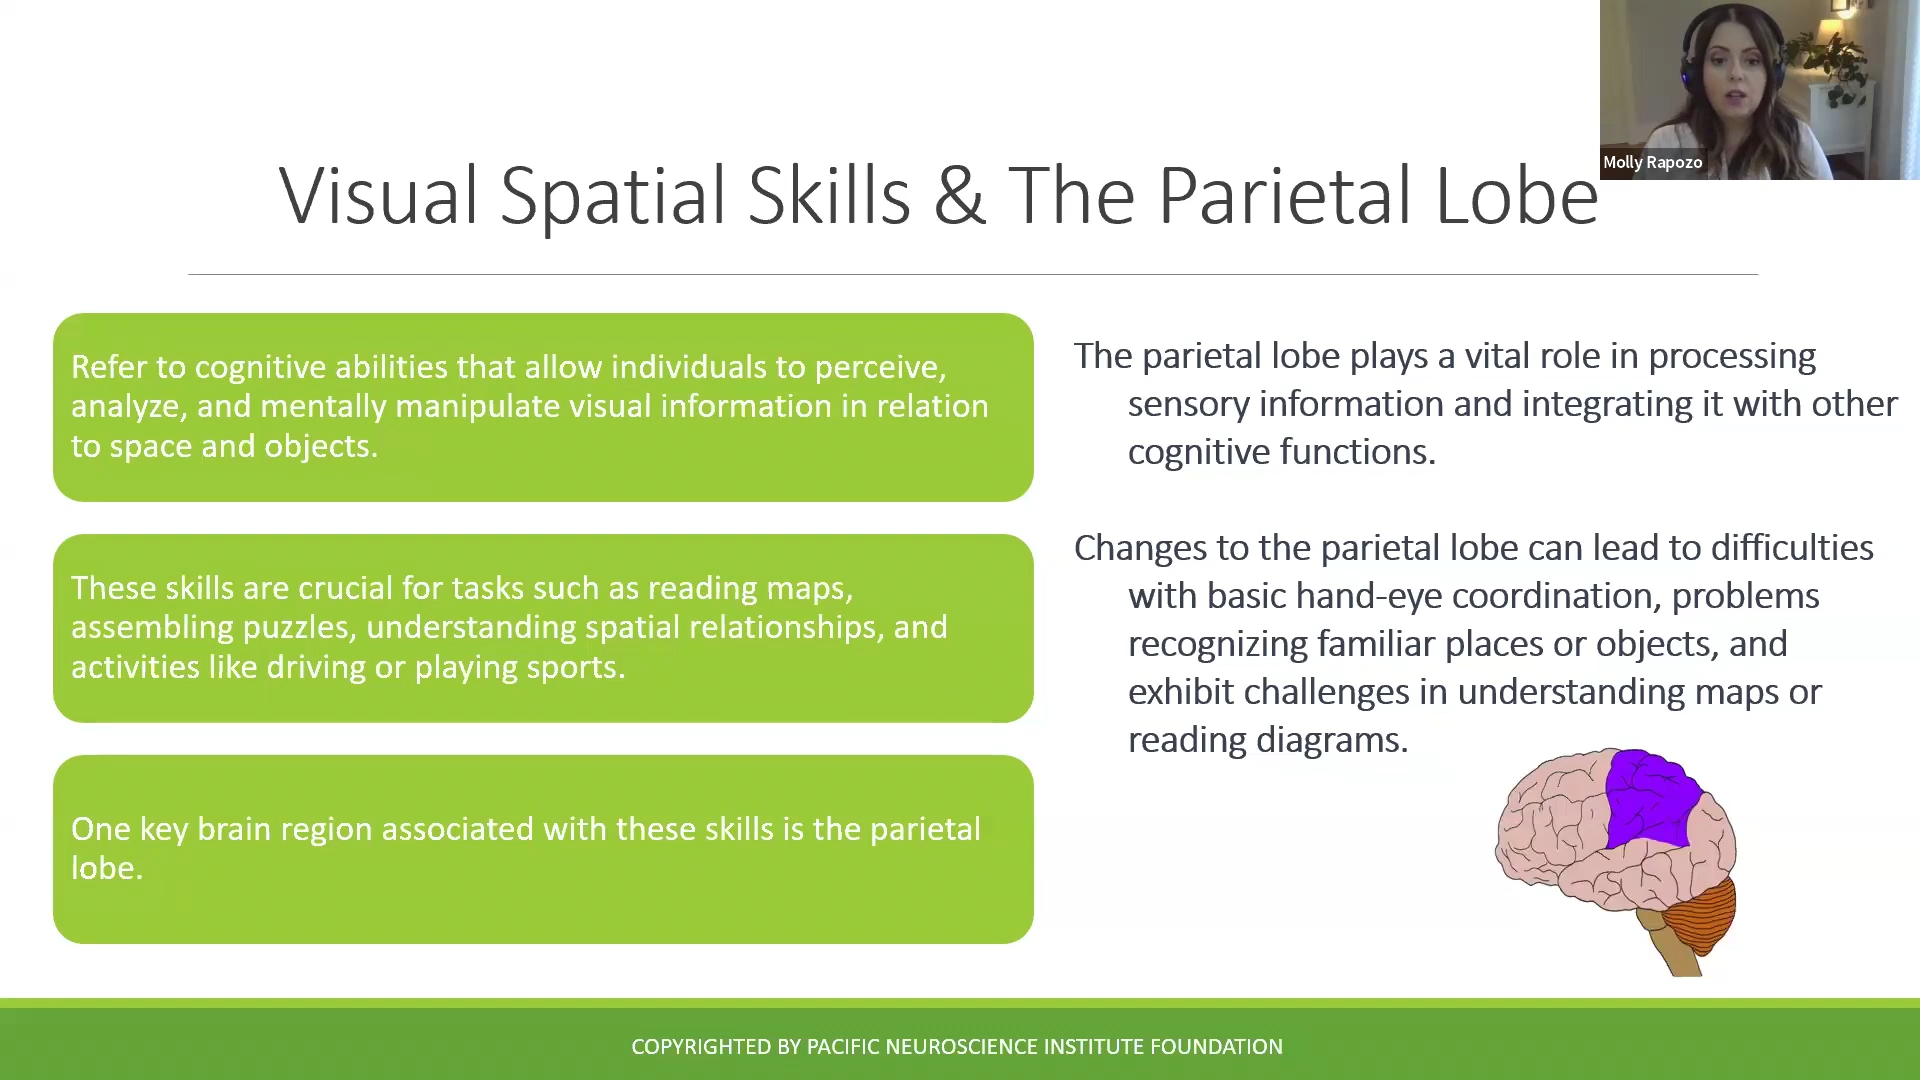 Molly Rapozo
Visual Spatial Skills & The Parietal Lobe
Refer to cognitive abilities that allow individuals to perceive,
analyze, and mentally manipulate visual information in relation
to space and objects.
These skills are crucial for tasks such as reading maps,
assembling puzzles, understanding spatial relationships, and
activities like driving or playing sports.
One key brain region associated with these skills is the parietal
lobe.
The parietal lobe plays a vital role in processing
sensory information and integrating it with other
cognitive functions.
Changes to the parietal lobe can lead to difficulties
with basic hand-eye coordination, problems
recognizing familiar places or objects, and
exhibit challenges in understanding maps or
reading diagrams.
COPYRIGHTED BY PACIFIC NEUROSCIENCE INSTITUTE FOUNDATION